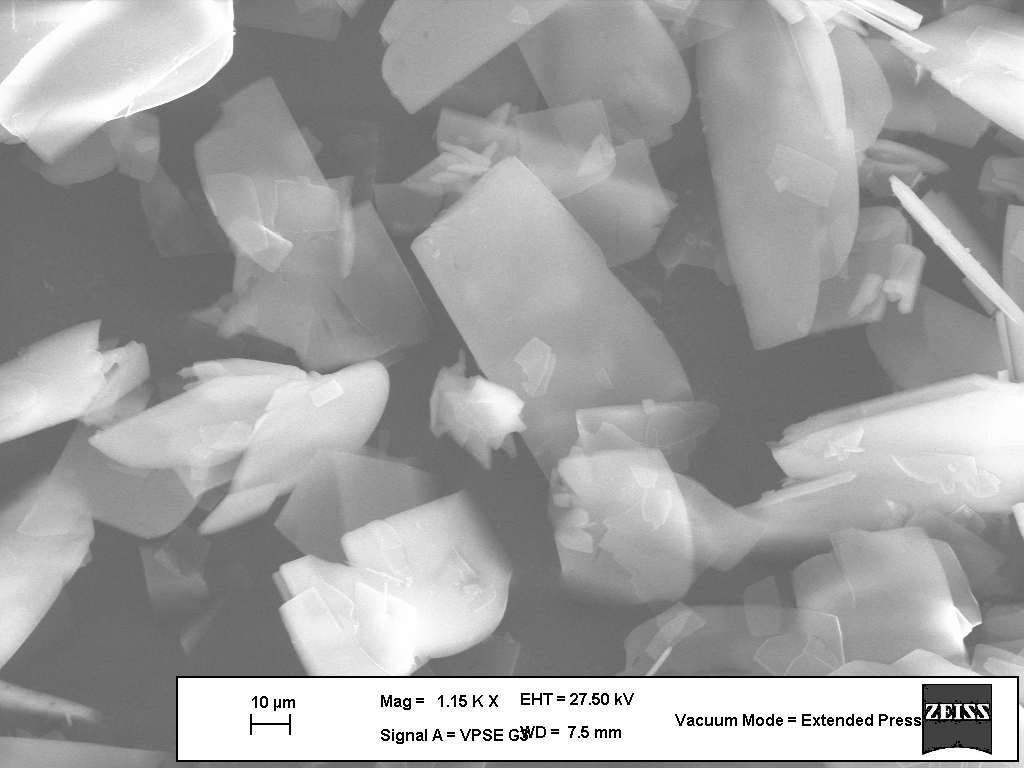 10 µm
Mag = 1.15 K X
EHT = 27.50 kV
Signal A = VPSE G3
WD = 7.5 mm
Vacuum Mode = Extended Press
ZEISS